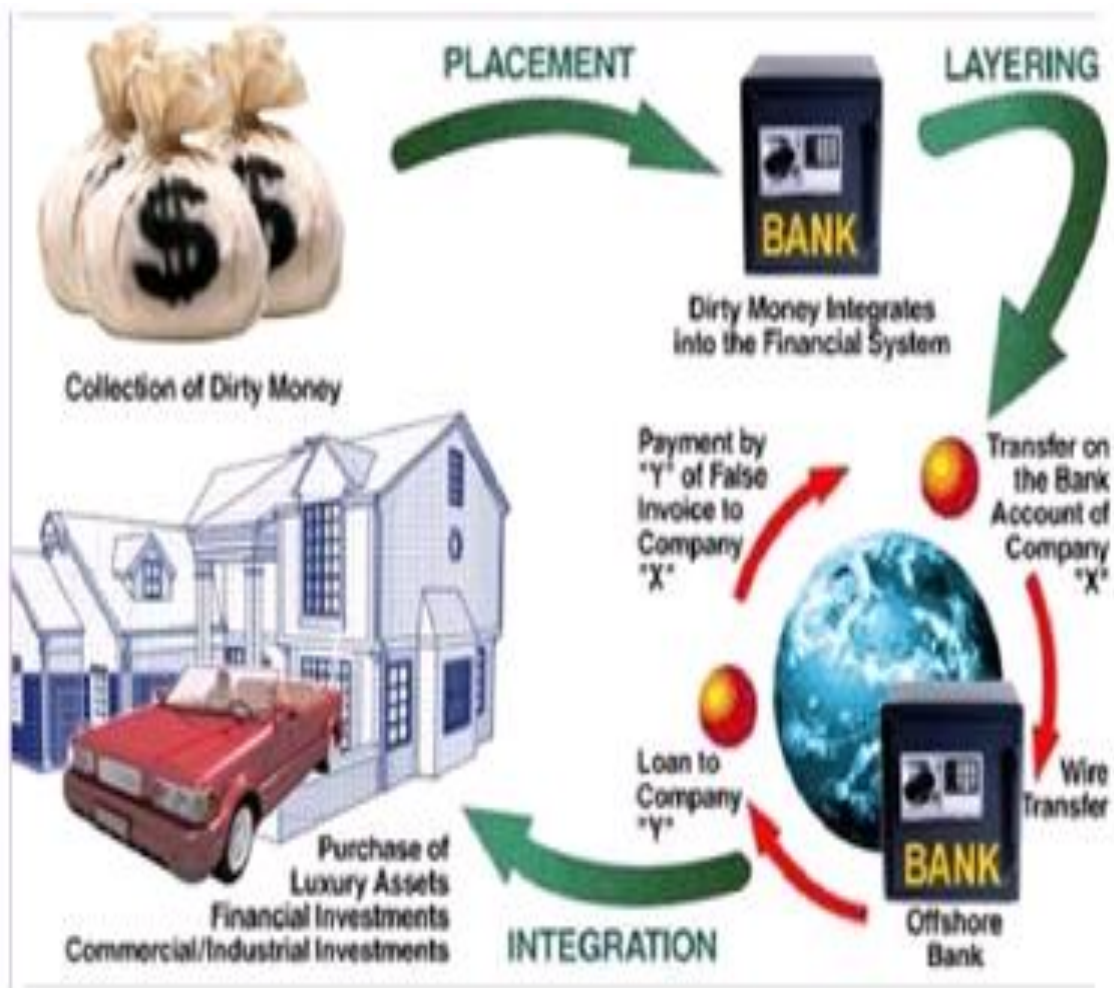 PLACEMENT
LAYERING
$
$
BANK
Dirty Money Integrates
into the Financial System
Collection of Dirty Money
Payment by
"Y" of False
Invoice to
Company
"X"
Transfer on
the Bank
Account of
Company
"X"
Loan to
Company
"Y"
Wire
Transfer
BANK
Offshore
Bank
Purchase of
Luxury Assets
Financial Investments
Commercial/Industrial Investments
INTEGRATION